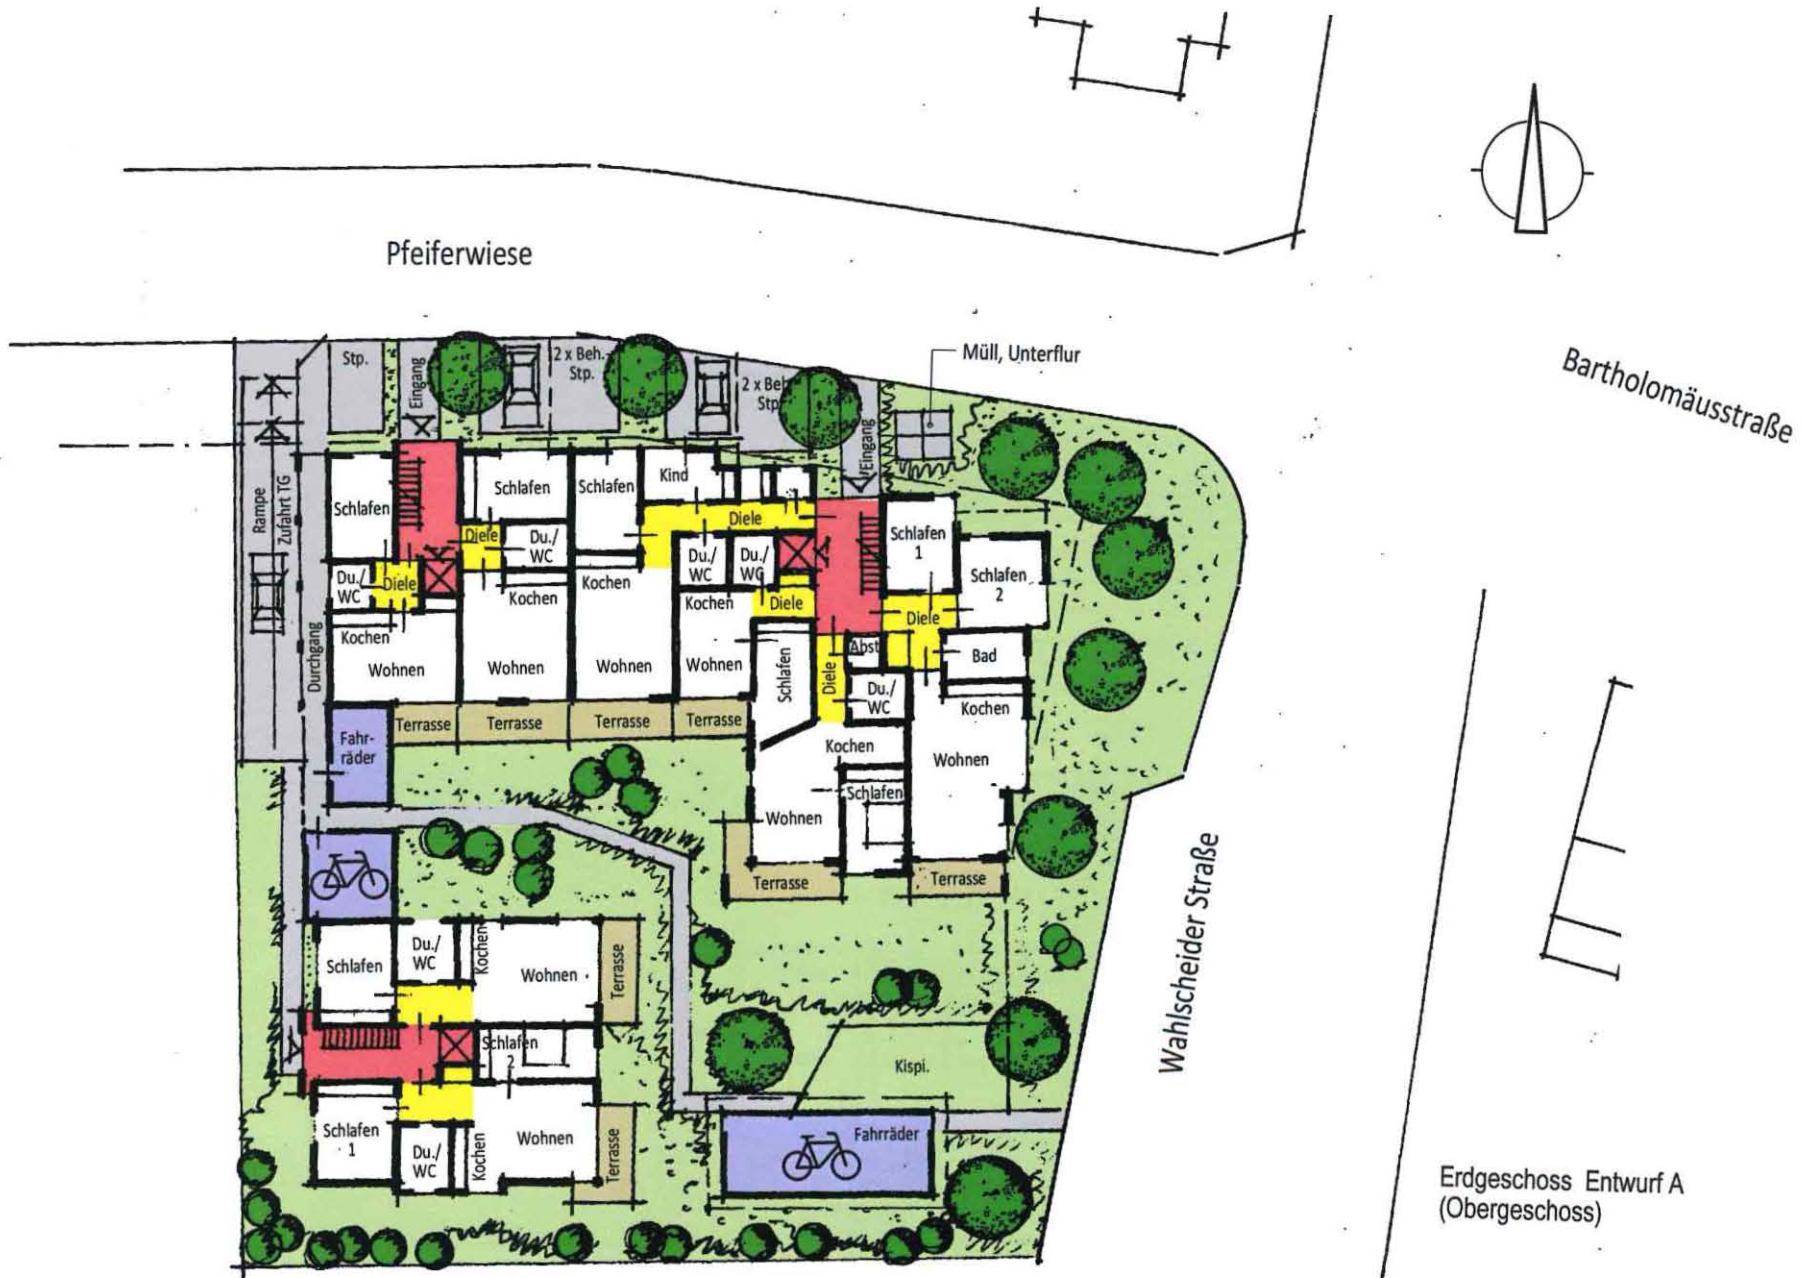 Pfeiferwiese
Bartholomäusstraße
Müll, Unterflur
Stp.
Eingang
2 x Beh.-
Stp.
2 x Beh
Stp
Eingang
Rampe
Zufahrt TG
Durchgang
Schlafen
Diele
Schlafen
Du./
WC
Schlafen
Kind
Diele
Du./
WC
Du./
WC
Schlafen
1
Schlafen
2
Du./
WC
Diele
Kochen
Wohnen
Kochen
Wohnen
Kochen
Wohnen
Kochen
Wohnen
Diele
Schlafen
Diele
Abst
Diele
Bad
Du./
WC
Kochen
Wohnen
Kochen
Schlafen
Wohnen
Terrasse
Terrasse
Terrasse
Terrasse
Terrasse
Terrasse
Fahr-
räder
Schlafen
Du./
WC
Kochen
Wohnen
Terrasse
Schlafen
2
Schlafen
1
Du./
WC
Kochen
Wohnen
Terrasse
Kispi.
Fahrräder
Wahlscheider Straße
Erdgeschoss Entwurf A
(Obergeschoss)